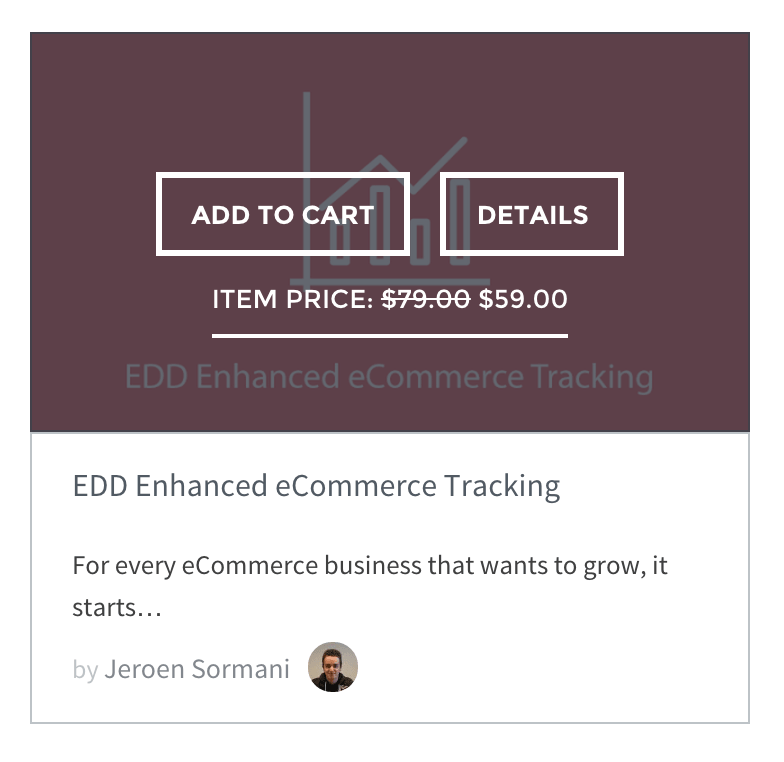 ADD TO CART DETAILS
ITEM PRICE: $79.00 $59.00
EDD Enhanced eCommerce Tracking
EDD Enhanced eCommerce Tracking
For every eCommerce business that wants to grow, it
starts…
by Jeroen Sormani